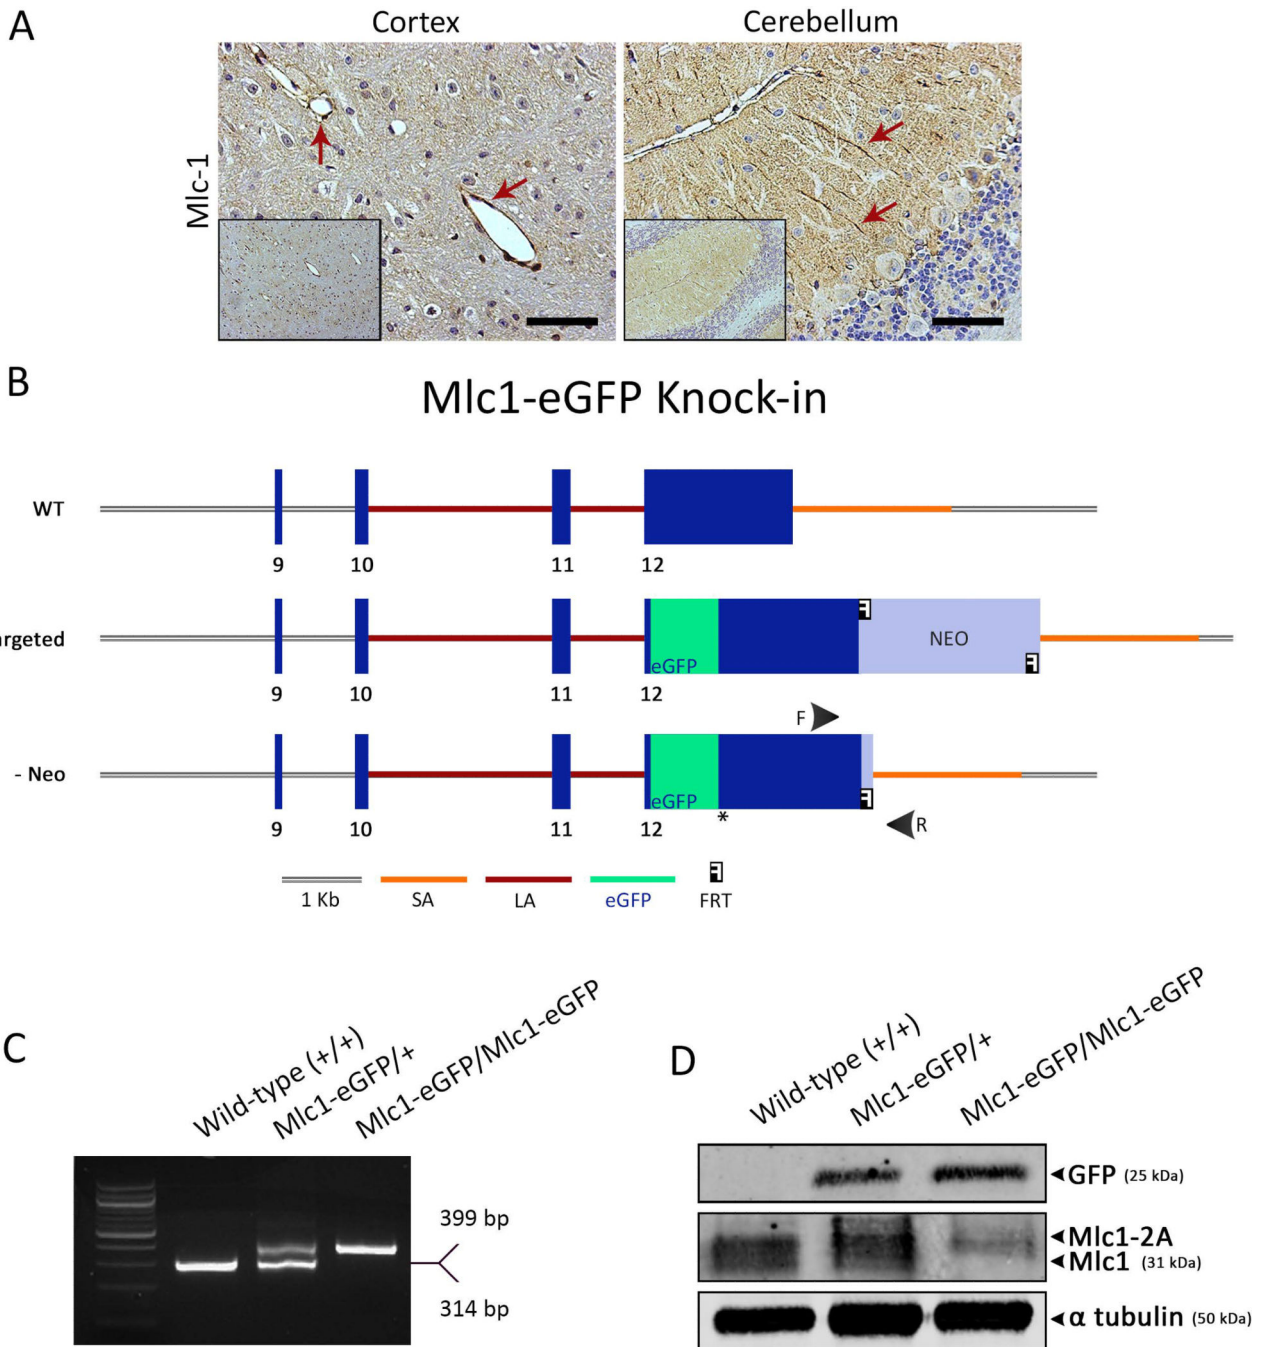 A
Cortex
Cerebellum
Mlc-1
B
Mlc1-eGFP Knock-in
WT
9
10
11
12
argeted
eGFP
NEO
9
10
11
12
F
- Neo
eGFP
*
9
10
11
12
R
1 Kb
SA
LA
eGFP
FRT
C
Wild-type (+/+)
Mlc1-eGFP/+
Mlc1-eGFP/Mlc1-eGFP
399 bp
314 bp
D
Wild-type (+/+)
Mlc1-eGFP/+
Mlc1-eGFP/Mlc1-eGFP
GFP (25 kDa)
Mlc1-2A
Mlc1 (31 kDa)
α tubulin (50 kDa)